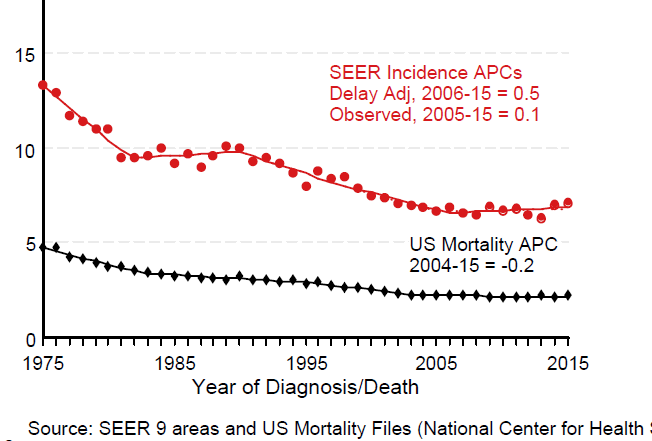 15
SEER Incidence APCs
Delay Adj, 2006-15 = 0.5
Observed, 2005-15 = 0.1
10
5
US Mortality APC
2004-15 = -0.2
0
1975 1985 1995 2005 2015
Year of Diagnosis/Death
Source: SEER 9 areas and US Mortality Files (National Center for Health